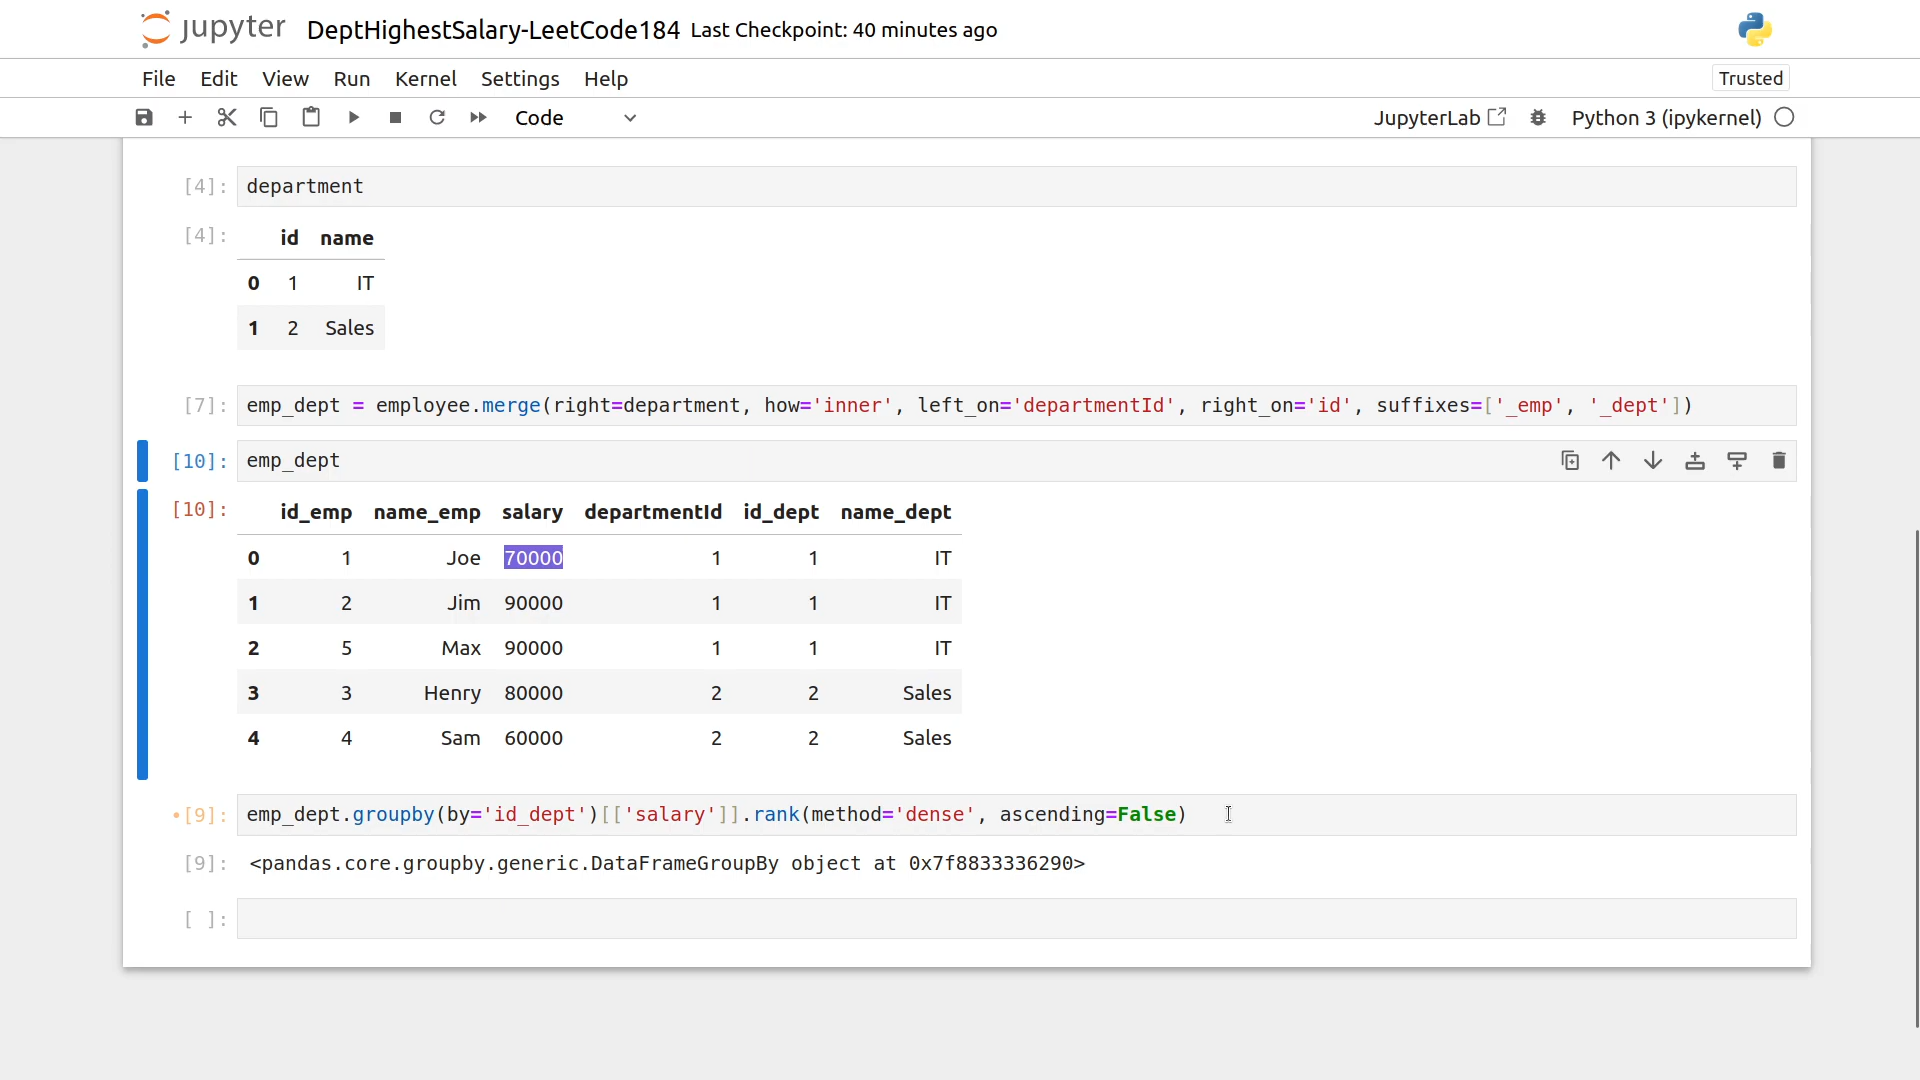 jupyter DeptHighestSalary-LeetCode184 Last Checkpoint: 40 minutes ago
File Edit View Run Kernel Settings Help Trusted
Code JupyterLab Python 3 (ipykernel)
[4]: department
[4]: id name
0 1 IT
1 2 Sales
[7]: emp_dept = employee.merge(right=department, how='inner', left_on='departmentId', right_on='id', suffixes=['_emp', '_dept'])
[10]: emp_dept
[10]: id_emp name_emp salary departmentId id_dept name_dept
0 1 Joe 70000 1 1 IT
1 2 Jim 90000 1 1 IT
2 5 Max 90000 1 1 IT
3 3 Henry 80000 2 2 Sales
4 4 Sam 60000 2 2 Sales
•[9]: emp_dept.groupby(by='id_dept')[['salary']].rank(method='dense', ascending=False)
[9]: <pandas.core.groupby.generic.DataFrameGroupBy object at 0x7f8833336290>
[ ]: